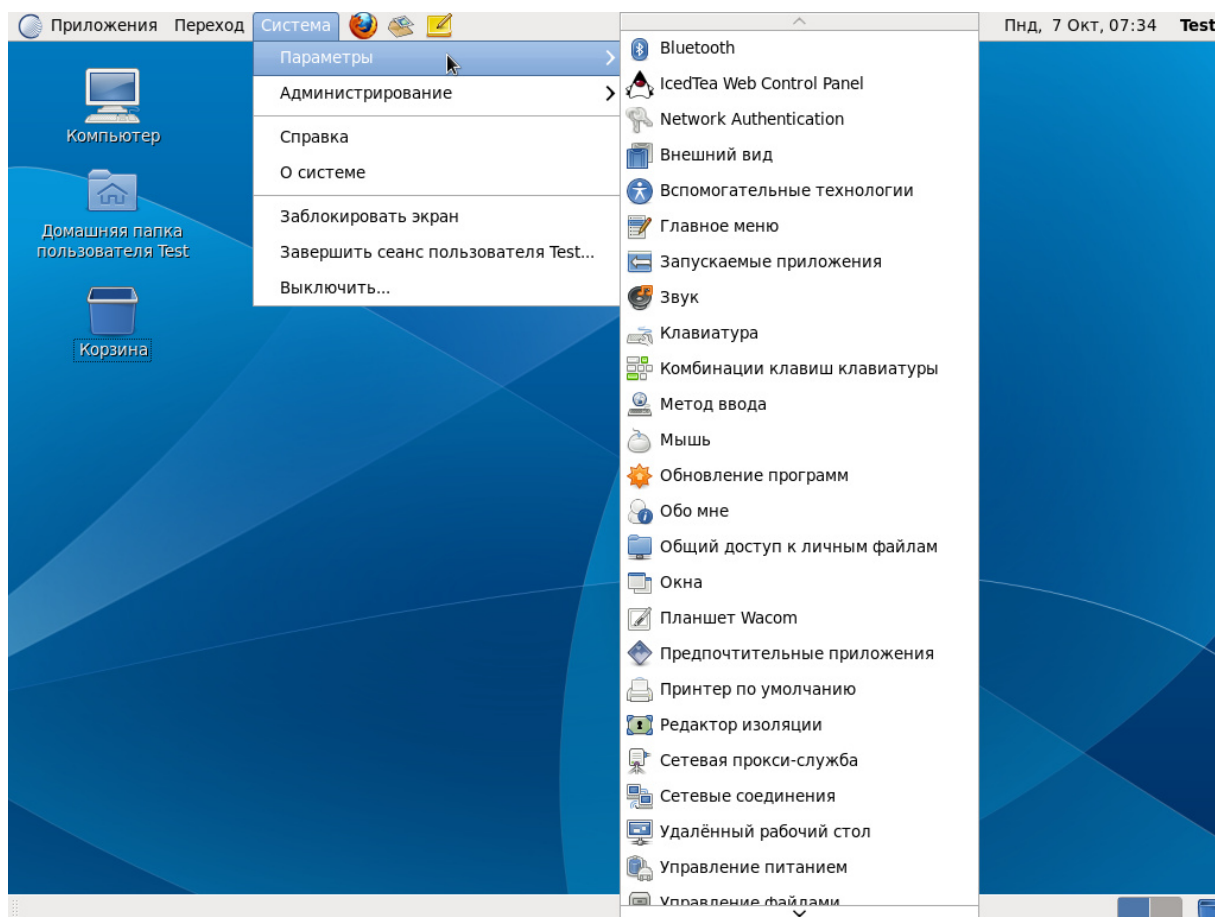 Приложения Переход Система Пнд, 7 Окт, 07:34 Test
Компьютер
Домашняя папка
пользователя Test
Корзина
Параметры
Администрирование
Справка
О системе
Заблокировать экран
Завершить сеанс пользователя Test...
Выключить...
Bluetooth
IcedTea Web Control Panel
Network Authentication
Внешний вид
Вспомогательные технологии
Главное меню
Запускаемые приложения
Звук
Клавиатура
Комбинации клавиш клавиатуры
Метод ввода
Мышь
Обновление программ
Обо мне
Общий доступ к личным файлам
Окна
Планшет Wacom
Предпочтительные приложения
Принтер по умолчанию
Редактор изоляции
Сетевая прокси-служба
Сетевые соединения
Удалённый рабочий стол
Управление питанием
Управление файлами